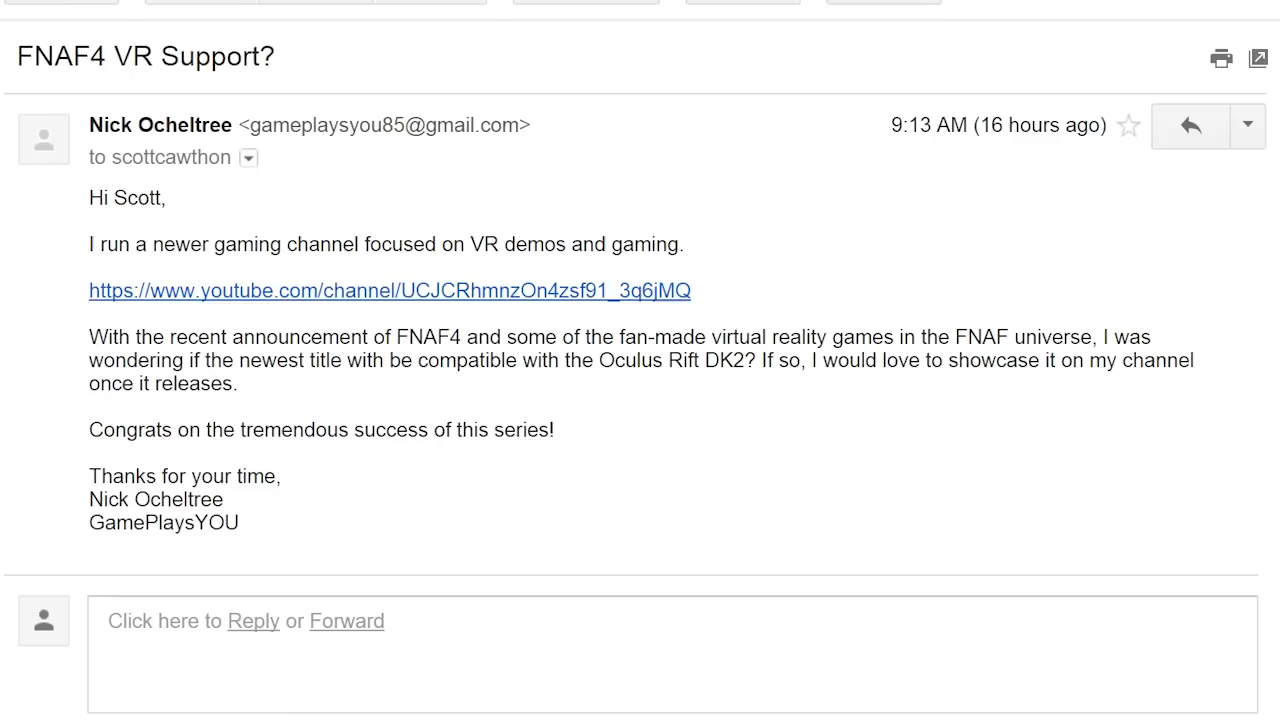 FNAF4 VR Support?
Nick Ocheltree <gameplaysyou85@gmail.com>
9:13 AM (16 hours ago)
to scottcawthon
Hi Scott,
I run a newer gaming channel focused on VR demos and gaming.
https://www.youtube.com/channel/UCJCRhmnzOn4zsf91_3q6jMQ
With the recent announcement of FNAF4 and some of the fan-made virtual reality games in the FNAF universe, I was
wondering if the newest title with be compatible with the Oculus Rift DK2? If so, I would love to showcase it on my channel
once it releases.
Congrats on the tremendous success of this series!
Thanks for your time,
Nick Ocheltree
GamePlaysYOU
Click here to Reply or Forward